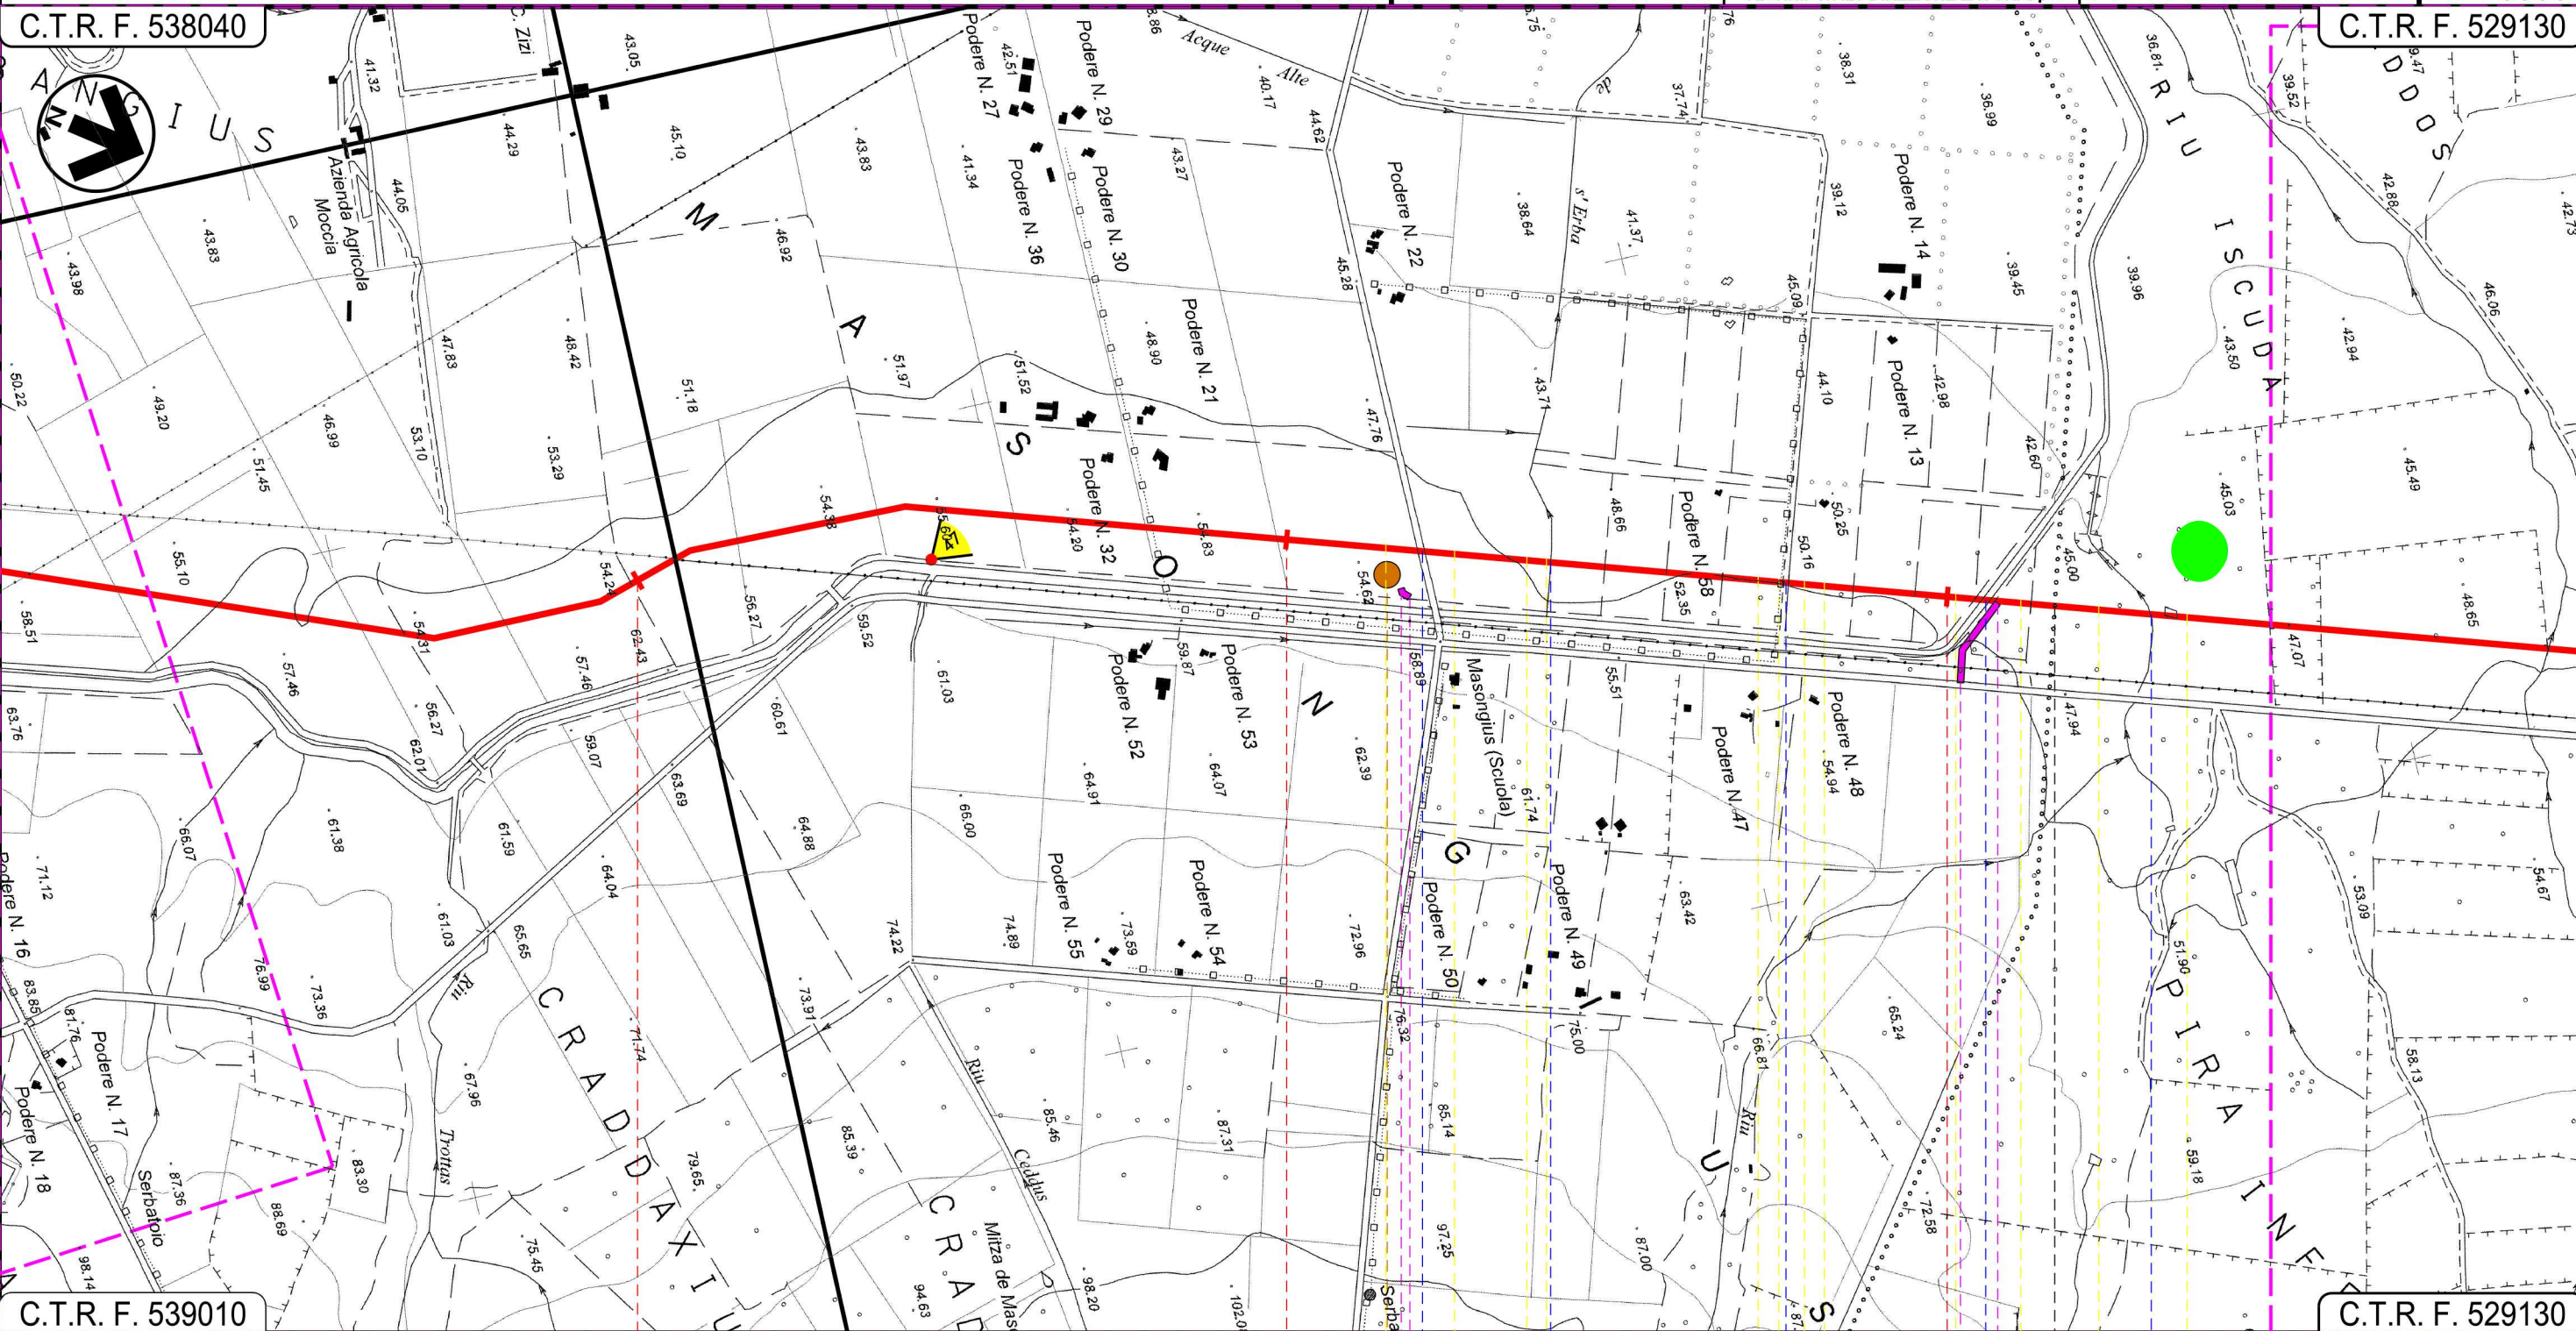 C.T.R. F. 538040
C.T.R. F. 529130
C. Zizi
43.05
Podere N. 27
42.51
Podere N. 29
Acque
Alte
40.17
44.62
de
37.74
38.31
36.99
36.81
RIU ISCUDA
39.52
DDOS
42.88
42.73
ANGIUS
N
41.32
44.05
44.29
45.10
43.83
41.34
Podere N. 36
Podere N. 30
43.27
Podere N. 22
38.64
s'Erba
41.37
39.12
Podere N. 14
39.45
39.96
46.06
Azienda Agricola
Moccia
43.83
43.98
46.92
45.28
45.09
43.50
42.94
MASONGIUS
50.22
49.20
47.83
48.42
51.18
51.97
51.52
48.90
Podere N. 21
47.76
43.71
44.10
Podere N. 13
42.98
42.60
45.03
45.49
51.45
46.99
53.10
53.29
54.38
Podere N. 32
54.20
54.83
48.66
Podere N. 58
50.25
50.16
45.00
55.10
54.24
54.62
52.35
48.65
58.51
54.31
62.43
56.27
59.52
58.89
47.07
57.46
57.46
61.03
Podere N. 52
59.87
Podere N. 53
Masongius (Scuola)
55.51
Podere N. 48
47.94
63.76
56.27
62.01
59.07
60.61
62.39
Podere N. 47
54.94
66.07
61.38
61.59
63.69
64.88
66.00
64.91
64.07
61.74
54.67
Podere N. 16
71.12
64.04
61.03
65.65
74.22
74.89
Podere N. 55
73.59
Podere N. 54
72.96
Podere N. 50
Podere N. 49
63.42
53.09
51.90
PIRA INFE
76.99
73.36
83.85
Riu
73.91
76.32
75.00
65.24
66.81
81.76
Podere N. 17
Podere N. 18
CRADDAXIU
71.74
67.96
Trottus
Riu
Coddus
85.46
87.31
85.14
Riu
58.13
59.18
Serbatoio
87.36
83.30
88.69
79.65
85.39
75.45
CRAD
Mitza de Mas
94.63
98.20
97.25
87.00
72.58
98.14
Serba
C.T.R. F. 539010
C.T.R. F. 529130